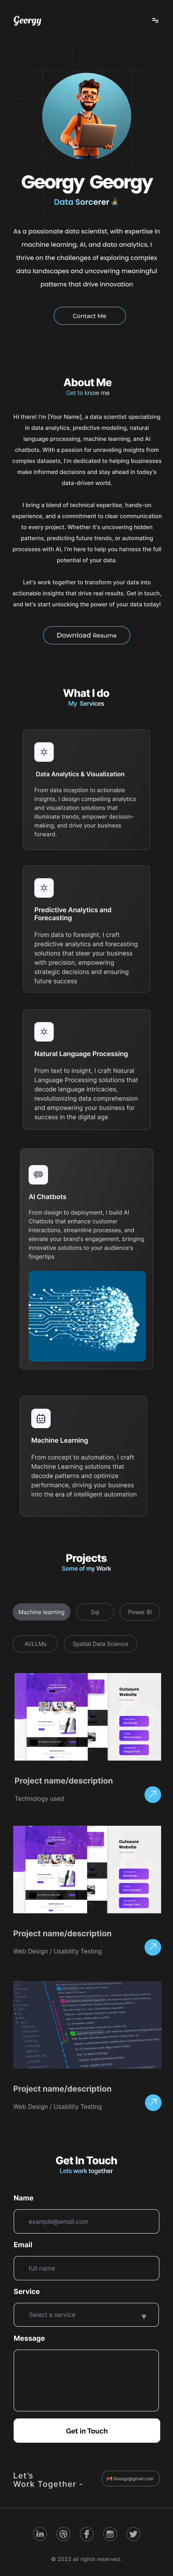 Georgy
Georgy Georgy
Data Sorcerer
As a passionate data scientist, with expertise in
machine learning, AI, and data analytics, I
thrive on the challenges of exploring complex
data landscapes and uncovering meaningful
patterns that drive innovation
Contact Me
About Me
Get to know me
Hi there! I'm [Your Name], a data scientist specializing
in data analytics, predictive modeling, natural
language processing, machine learning, and AI
chatbots. With a passion for unraveling insights from
complex datasets, I'm dedicated to helping businesses
make informed decisions and stay ahead in today's
data-driven world.
I bring a blend of technical expertise, hands-on
experience, and a commitment to clear communication
to every project. Whether it's uncovering hidden
patterns, predicting future trends, or automating
processes with AI, I'm here to help you harness the full
potential of your data.
Let's work together to transform your data into
actionable insights that drive real results. Get in touch,
and let's start unlocking the power of your data today!
Download Resume
What I do
My Services
Data Analytics & Visualization
From data inception to actionable
insights, I design compelling analytics
and visualization solutions that
illuminate trends, empower decision-
making, and drive your business
forward.
Predictive Analytics and
Forecasting
From data to foresight, I craft
predictive analytics and forecasting
solutions that steer your business
with precision, empowering
strategic decisions and ensuring
future success
Natural Language Processing
From text to insight, I craft Natural
Language Processing solutions that
decode language intricacies,
revolutionizing data comprehension
and empowering your business for
success in the digital age
AI Chatbots
From design to deployment, I build AI
Chatbots that enhance customer
interactions, streamline processes, and
elevate your brand's engagement, bringing
innovative solutions to your audience's
fingertips
Machine Learning
From concept to automation, I craft
Machine Learning solutions that
decode patterns and optimize
performance, driving your business
into the era of intelligent automation
Projects
Some of my Work
Machine learning
Sql
Power BI
AI/LLMs
Spatial Data Science
Outsource
Website
Project name/description
Technology used
Outsource
Website
Project name/description
Web Design / Usability Testing
Project name/description
Web Design / Usability Testing
Get In Touch
Lets work together
Name
example@email.com
Email
full name
Service
Select a service
Message
Get in Touch
Let's
Work Together -
Georgy@gmail.com
© 2023 all rights reserved.